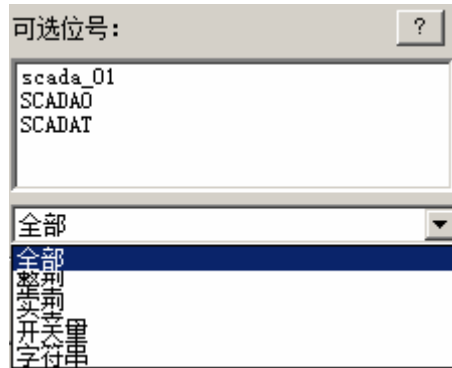 可选位号：
?
scada_01
SCADAO
SCADAT
全部
全部
整型
实型
开关量
字符串